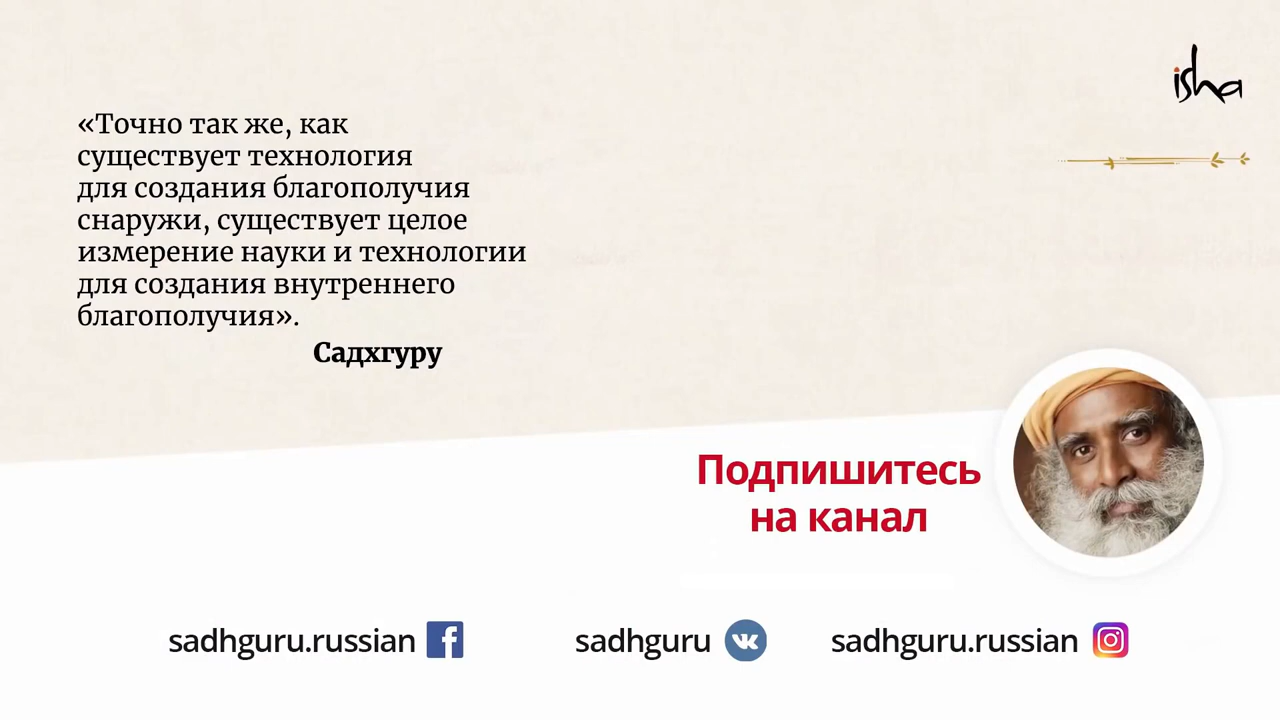 isha
«Точно так же, как
существует технология
для создания благополучия
снаружи, существует целое
измерение науки и технологии
для создания внутреннего
благополучия».
Садхгуру
Подпишитесь
на канал
sadhguru.russian
sadhguru
sadhguru.russian